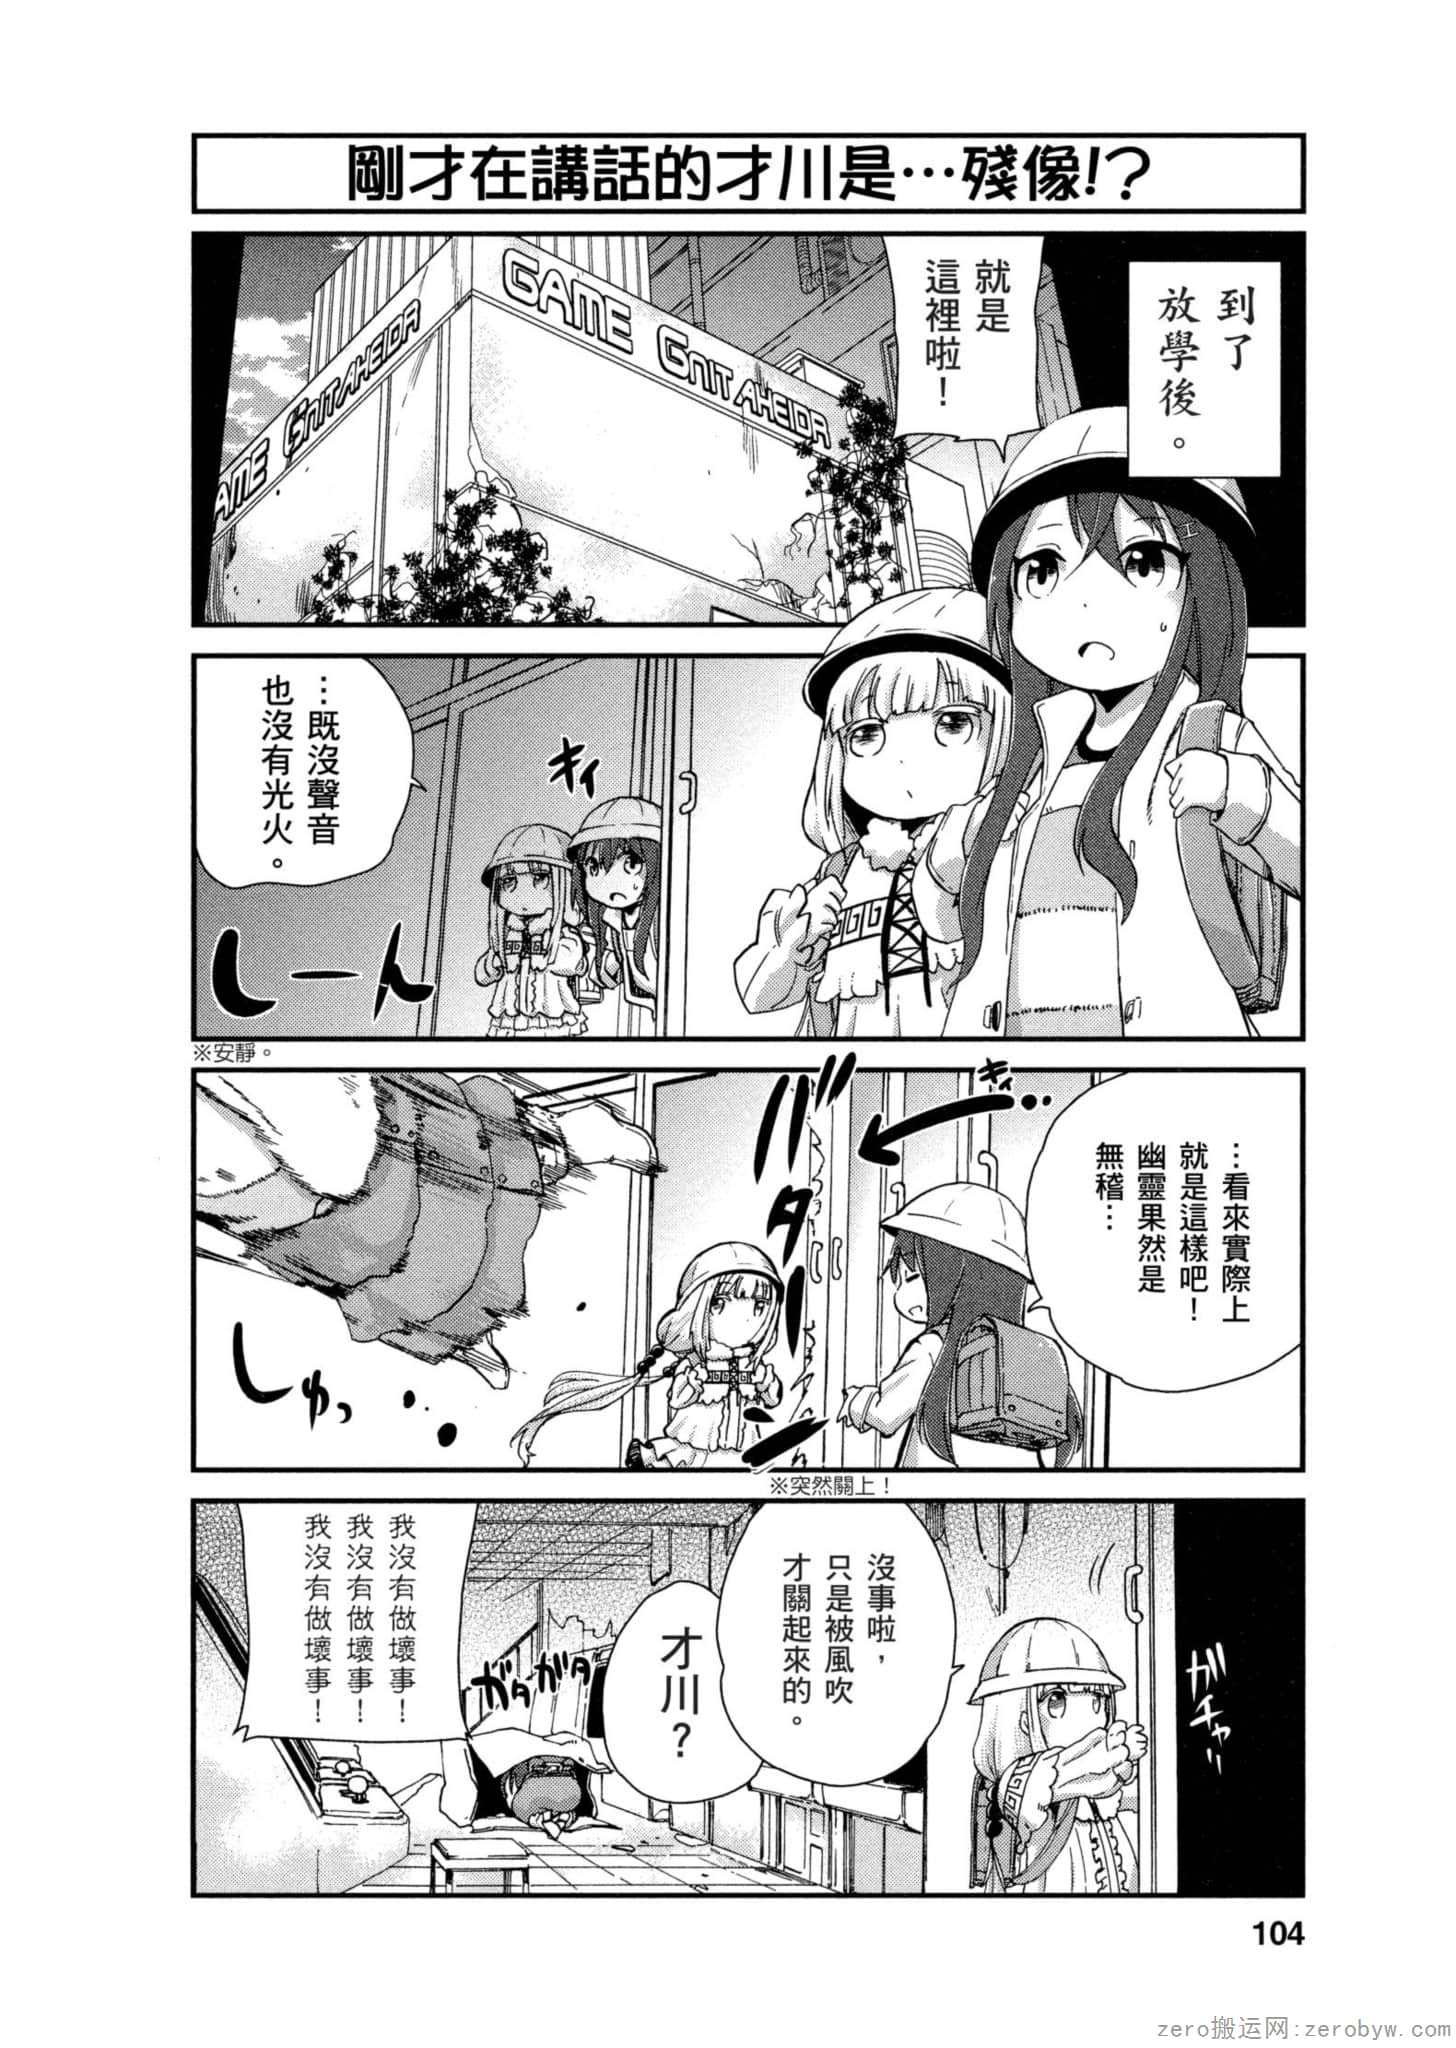 剛才在講話的才川是…殘像!?
到了
放學後。
就是
這裡啦！
GAME GNIT AHEIDR
GAME GNIT AHEIDR
キィ
…既沒聲音
也沒有光火。
しーん
※安靜。
…看來實際上
就是這樣吧！
幽靈果然是
無稽…
キィ
バターン
しゅっ
※突然關上！
ガチャッ
沒事啦，
只是被風吹
才關起來的。
才川？
ガタガタ
我沒有做壞事！
我沒有做壞事！
我沒有做壞事！
104
zero搬运网:zerobyw.com